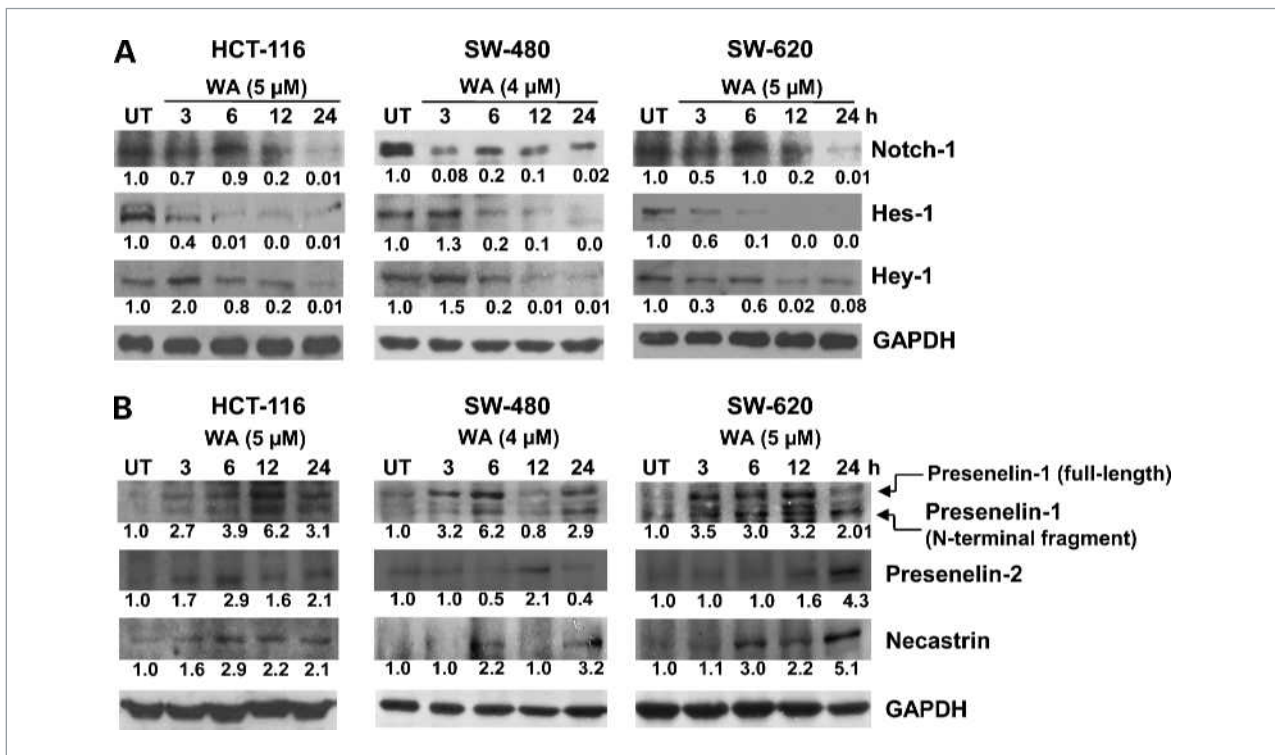 A
HCT-116 SW-480 SW-620
WA (5 µM) WA (4 µM) WA (5 µM)
UT 3 6 12 24 UT 3 6 12 24 UT 3 6 12 24 h
Notch-1
1.0 0.7 0.9 0.2 0.01 1.0 0.08 0.2 0.1 0.02 1.0 0.5 1.0 0.2 0.01
Hes-1
1.0 0.4 0.01 0.0 0.01 1.0 1.3 0.2 0.1 0.0 1.0 0.6 0.1 0.0 0.0
Hey-1
1.0 2.0 0.8 0.2 0.01 1.0 1.5 0.2 0.01 0.01 1.0 0.3 0.6 0.02 0.08
GAPDH
B
HCT-116 SW-480 SW-620
WA (5 µM) WA (4 µM) WA (5 µM)
UT 3 6 12 24 UT 3 6 12 24 UT 3 6 12 24 h
Presenelin-1 (full-length)
Presenelin-1
(N-terminal fragment)
1.0 2.7 3.9 6.2 3.1 1.0 3.2 6.2 0.8 2.9 1.0 3.5 3.0 3.2 2.01
Presenelin-2
1.0 1.7 2.9 1.6 2.1 1.0 1.0 0.5 2.1 0.4 1.0 1.0 1.0 1.6 4.3
Necastrin
1.0 1.6 2.9 2.2 2.1 1.0 1.0 2.2 1.0 3.2 1.0 1.1 3.0 2.2 5.1
GAPDH